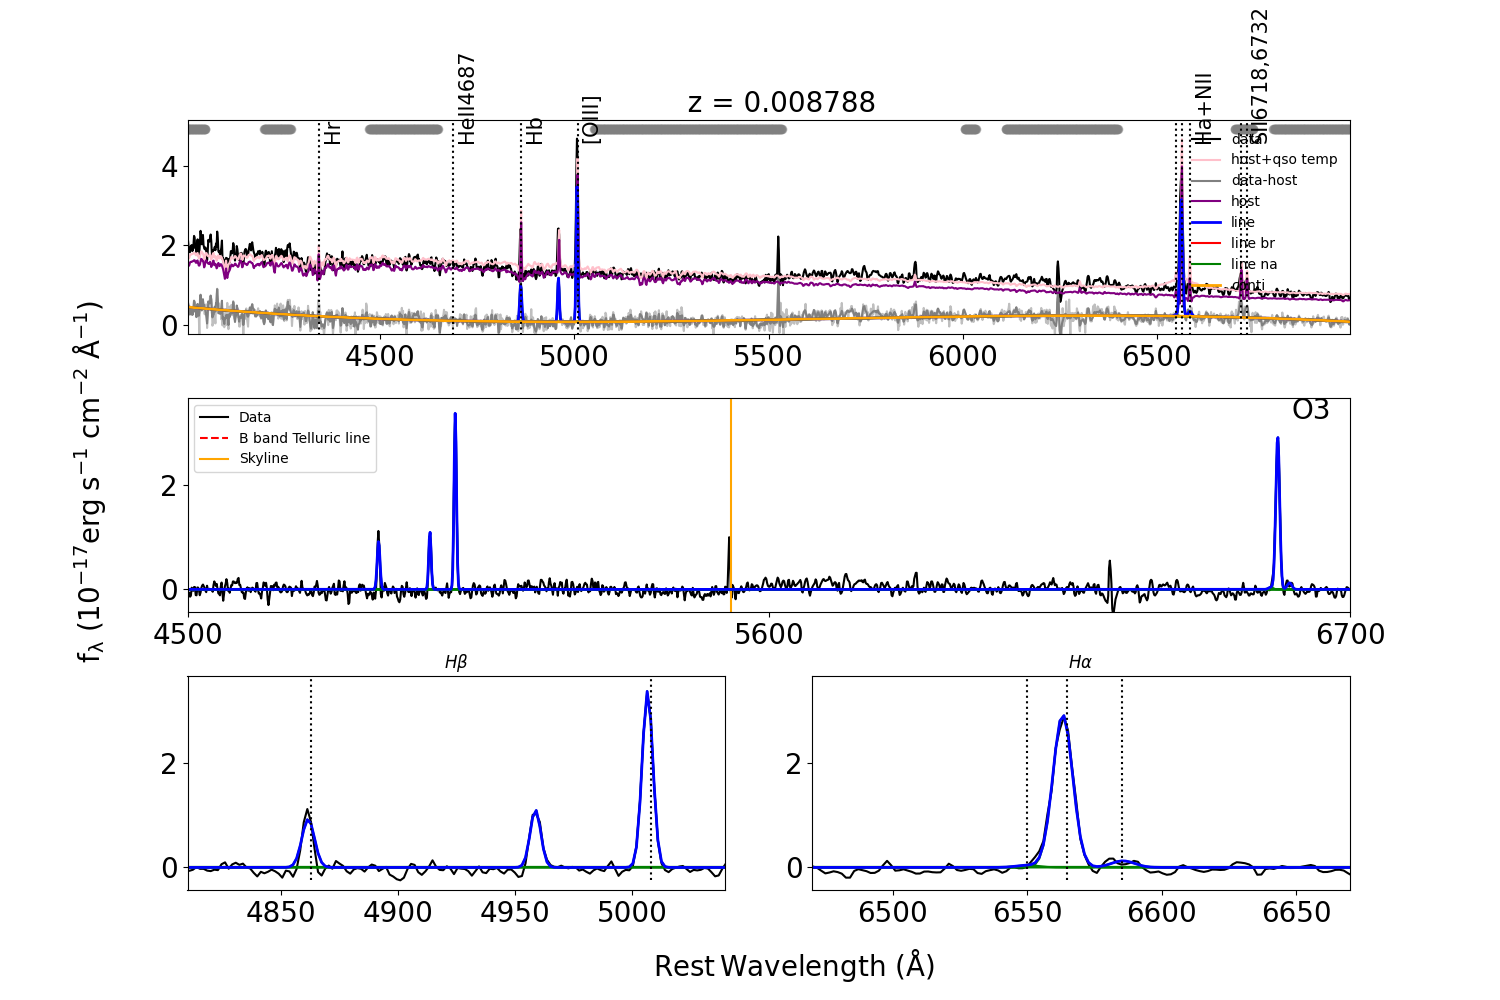 z = 0.008788
Hr
HeII4687
Hb
[OIII]
Ha+NII
SII6718,6732
data
host+qso temp
data-host
host
line
line br
line na
conti
4
2
0
4500 5000 5500 6000 6500
fλ (10⁻¹⁷erg s⁻¹ cm⁻² Å⁻¹)
Data
B band Telluric line
Skyline
O3
2
0
4500 5600 6700
Hβ
2
0
4850 4900 4950 5000
Hα
2
0
6500 6550 6600 6650
Rest Wavelength (Å)